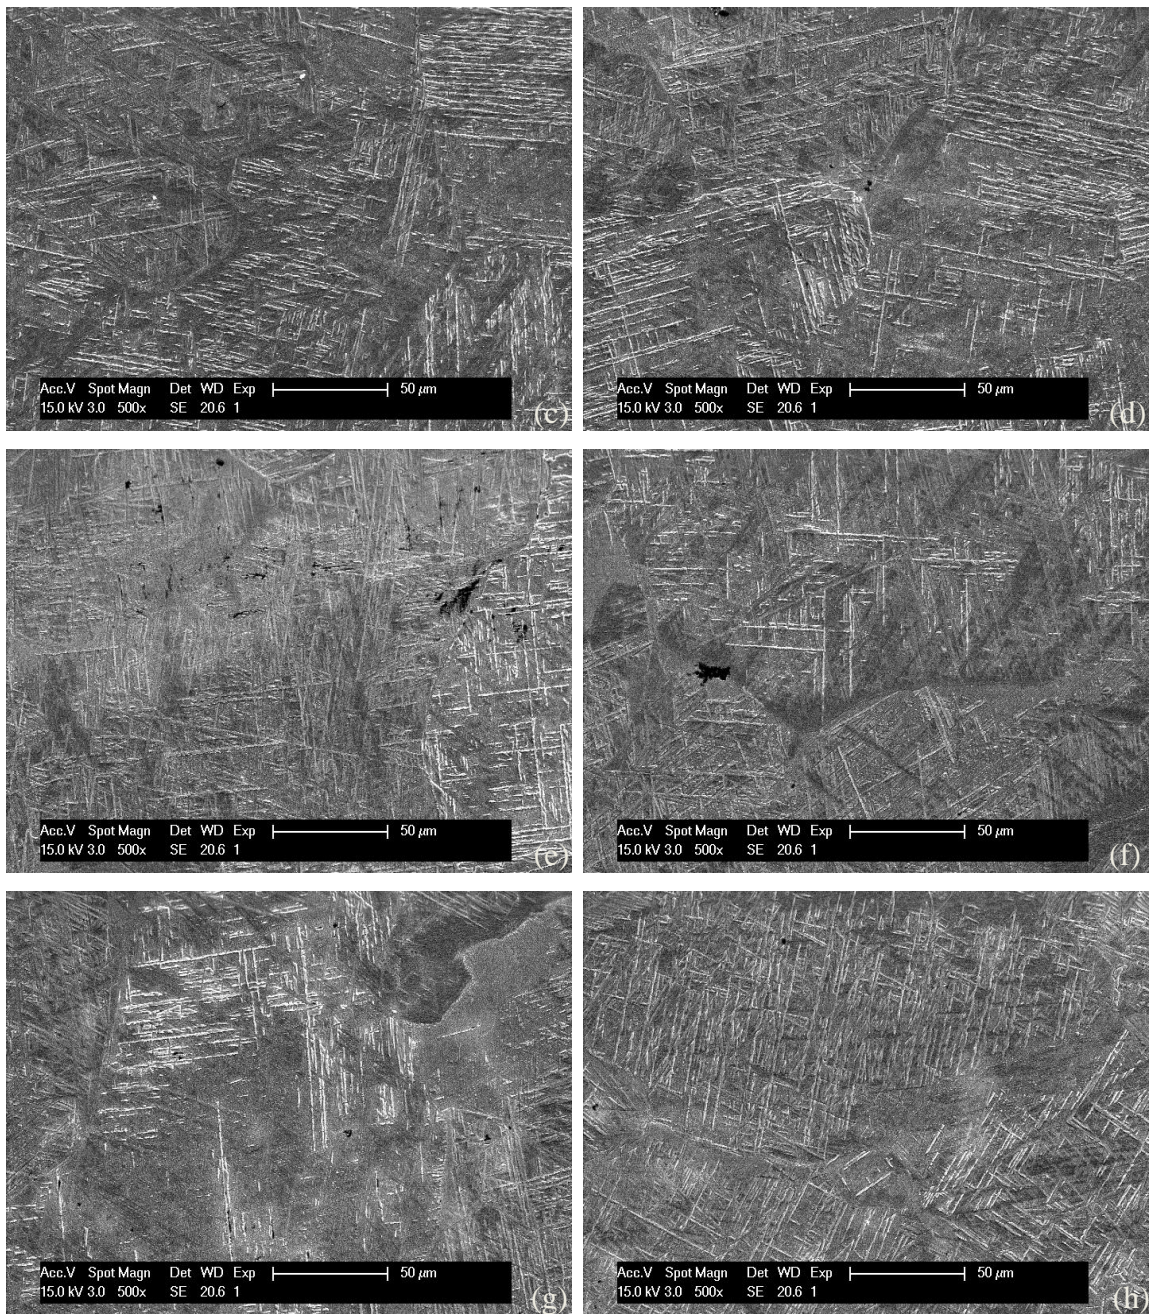 Acc.V Spot Magn Det WD Exp 50 µm
15.0 kV 3.0 500x SE 20.6 1
(c)
Acc.V Spot Magn Det WD Exp 50 µm
15.0 kV 3.0 500x SE 20.6 1
(d)
Acc.V Spot Magn Det WD Exp 50 µm
15.0 kV 3.0 500x SE 20.6 1
(e)
Acc.V Spot Magn Det WD Exp 50 µm
15.0 kV 3.0 500x SE 20.6 1
(f)
Acc.V Spot Magn Det WD Exp 50 µm
15.0 kV 3.0 500x SE 20.6 1
(g)
Acc.V Spot Magn Det WD Exp 50 µm
15.0 kV 3.0 500x SE 20.6 1
(h)